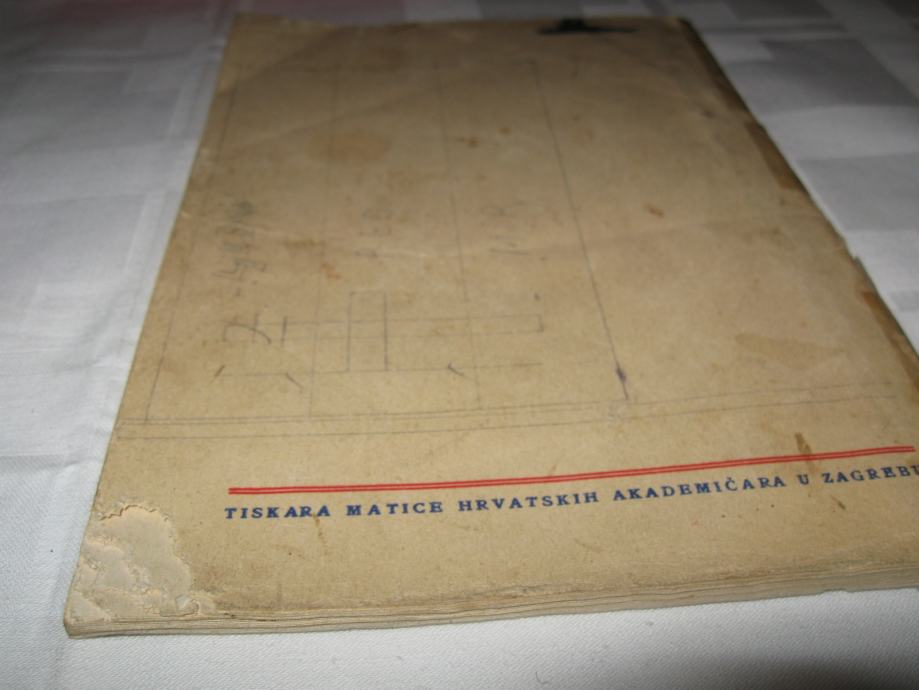 TISKARA MATICE HRVATSKIH AKADEMIČARA U ZAGREBU